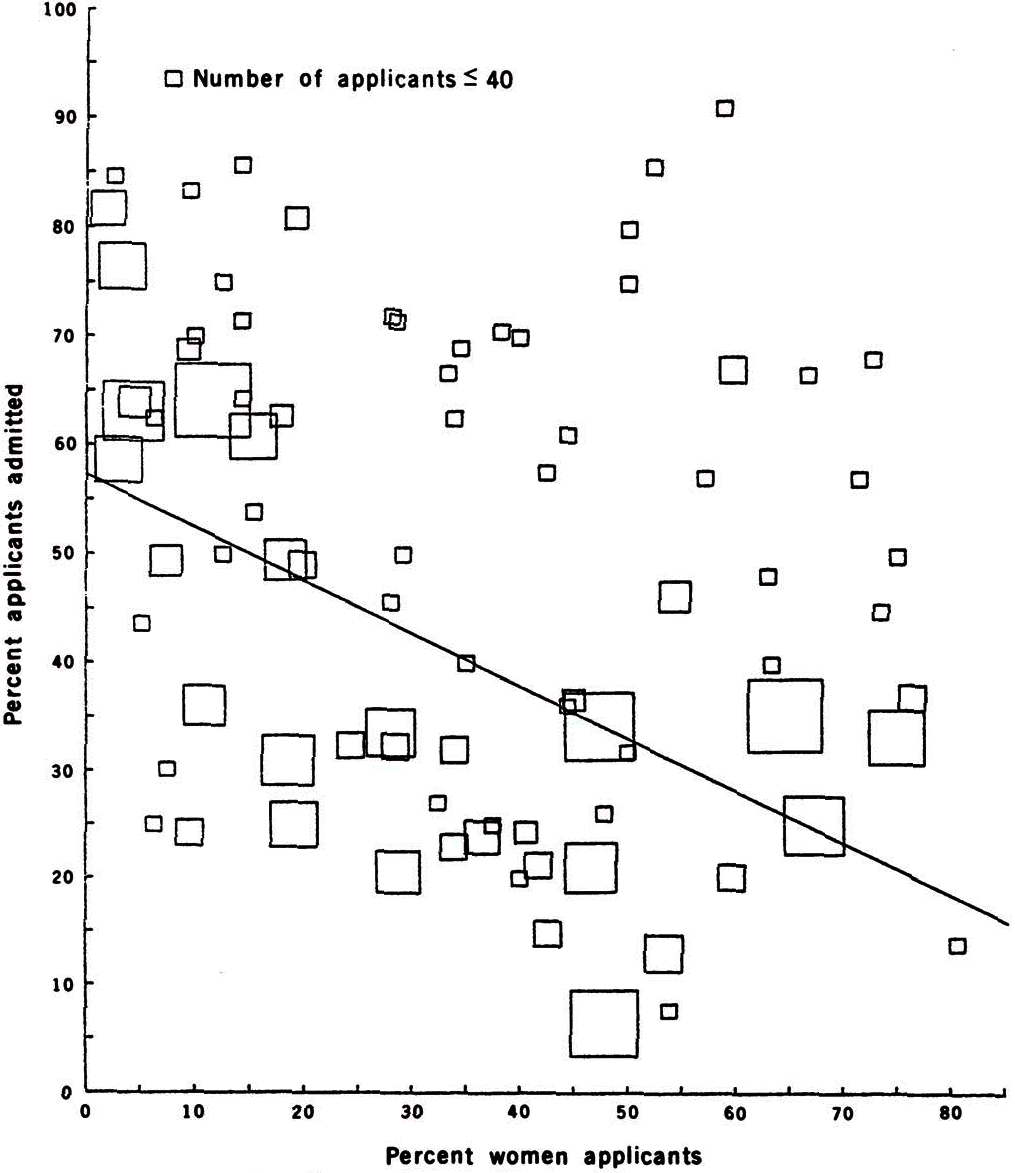 100
Number of applicants ≤ 40
90
80
70
60
50
40
30
20
10
0
Percent applicants admitted
0 10 20 30 40 50 60 70 80
Percent women applicants